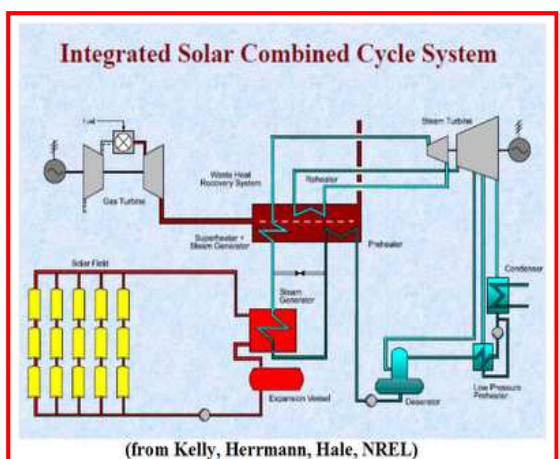 Integrated Solar Combined Cycle System
Steam Turbine
Fuel
Waste Heat
Recovery System
Reheater
Gas Turbine
Superheater +
Steam Generator
Preheater
Solar Field
Condenser
Steam
Generator
Expansion Vessel
Deaerator
Low Pressure
Preheater
(from Kelly, Herrmann, Hale, NREL)